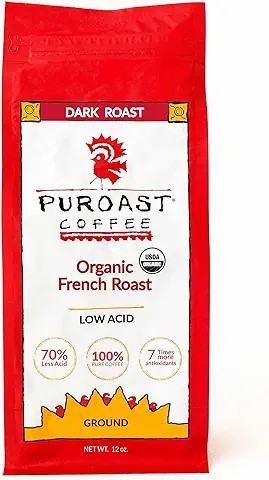 DARK ROAST
PUROAST®
COFFEE
Organic
French Roast
USDA
ORGANIC
LOW ACID
70%
Less Acid
100%
PURE COFFEE
7 Times
more
antioxidants
GROUND
NET WT. 12 oz.